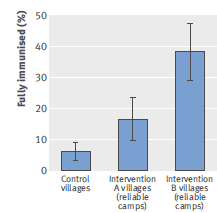 Fully immunised (%)
50
40
30
20
10
0
Control
villages
Intervention
A villages
(reliable
camps)
Intervention
B villages
(reliable
camps)